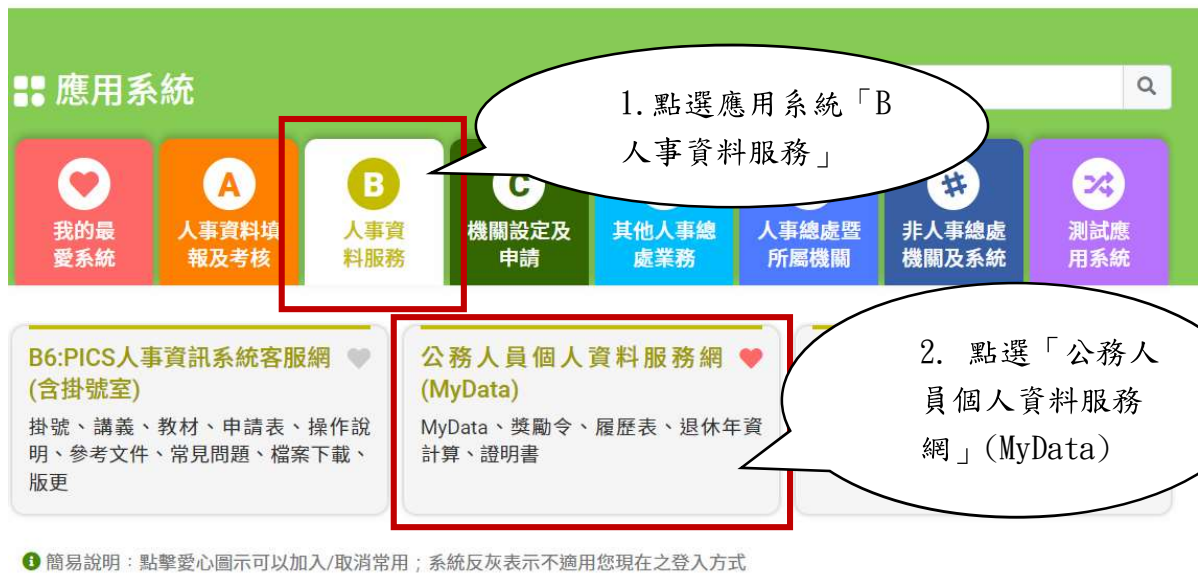 應用系統
1.點選應用系統「B
人事資料服務」
我的最
愛系統
A
人事資料填
報及考核
B
人事資
料服務
C
機關設定及
申請
其他人事總
處業務
人事總處暨
所屬機關
#
非人事總處
機關及系統
測試應
用系統
B6:PICS人事資訊系統客服網
(含掛號室)
掛號、講義、教材、申請表、操作說
明、參考文件、常見問題、檔案下載、
版更
公務人員個人資料服務網
(MyData)
MyData、獎勵令、履歷表、退休年資
計算、證明書
2. 點選「公務人
員個人資料服務
網」(MyData)
簡易說明：點擊愛心圖示可以加入/取消常用；系統反灰表示不適用您現在之登入方式